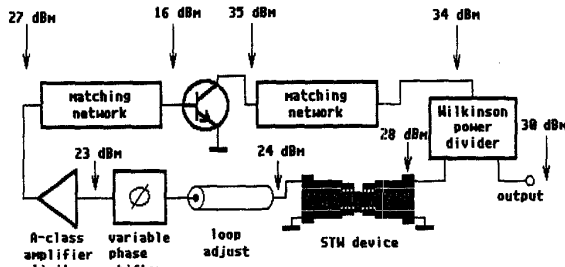 27 dBm
16 dBm
35 dBm
34 dBm
Matching
network
Matching
network
Wilkinson
power
divider
30 dBm
23 dBm
24 dBm
28 dBm
output
Ø
A-class
amplifier
variable
phase
loop
adjust
STW device